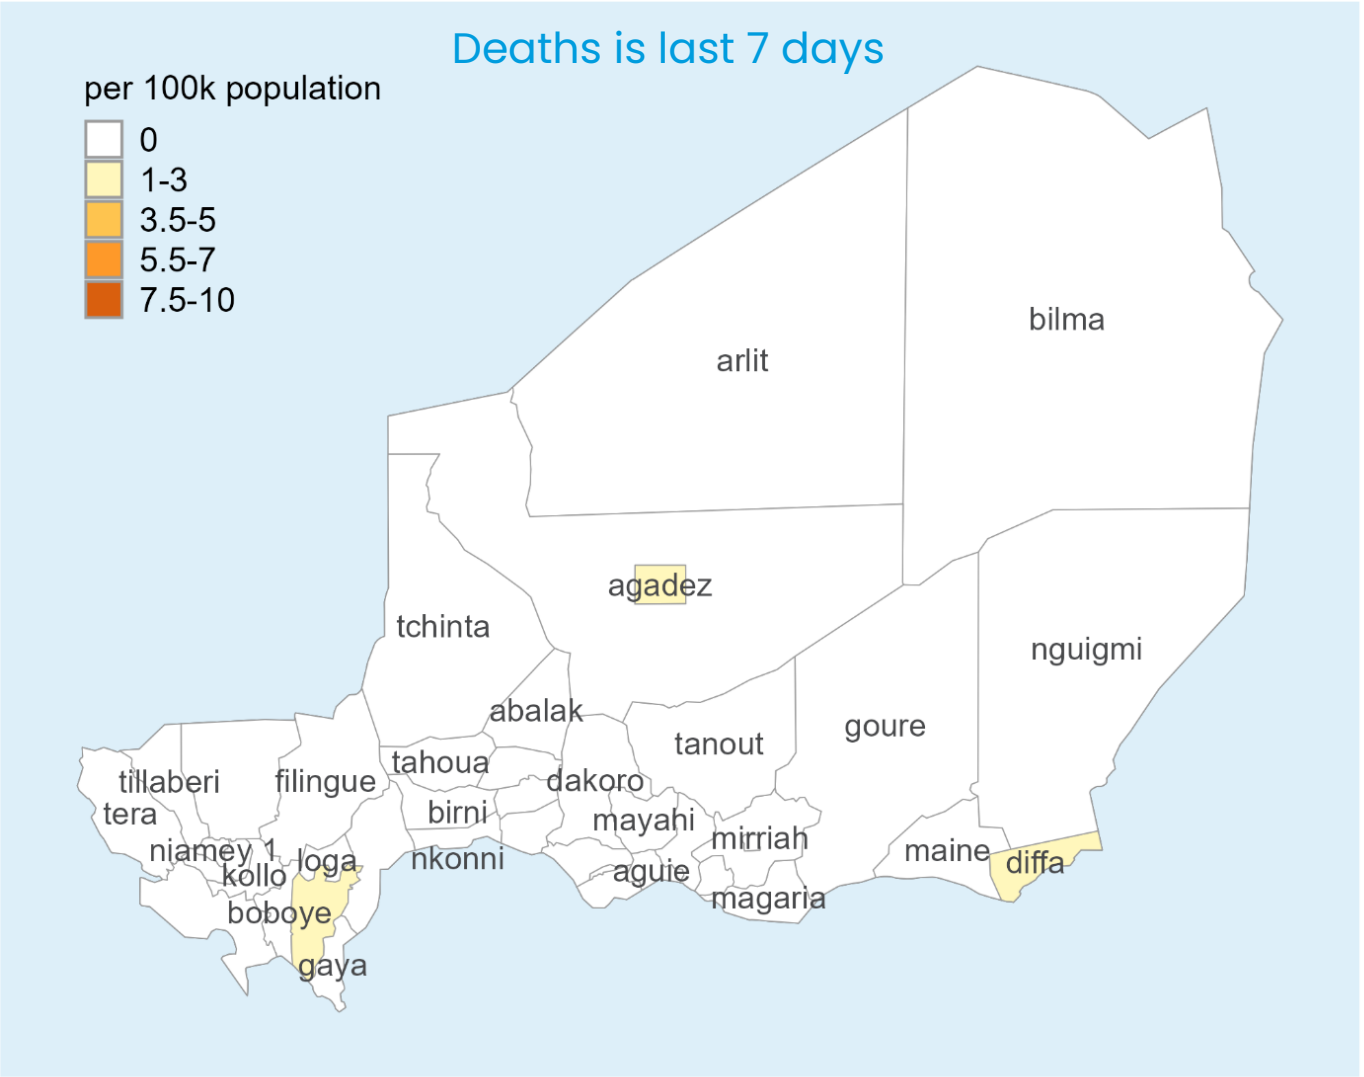 Deaths is last 7 days
per 100k population
0
1-3
3.5-5
5.5-7
7.5-10
bilma
arlit
agadez
tchinta
nguigmi
abalak
goure
tanout
tahoua
tillaberi
filingue
dakoro
tera
birni
mayahi
mirriah
niamey 1
maine
loga
nkonni
diffa
kollo
aguie
magaria
boboye
gaya